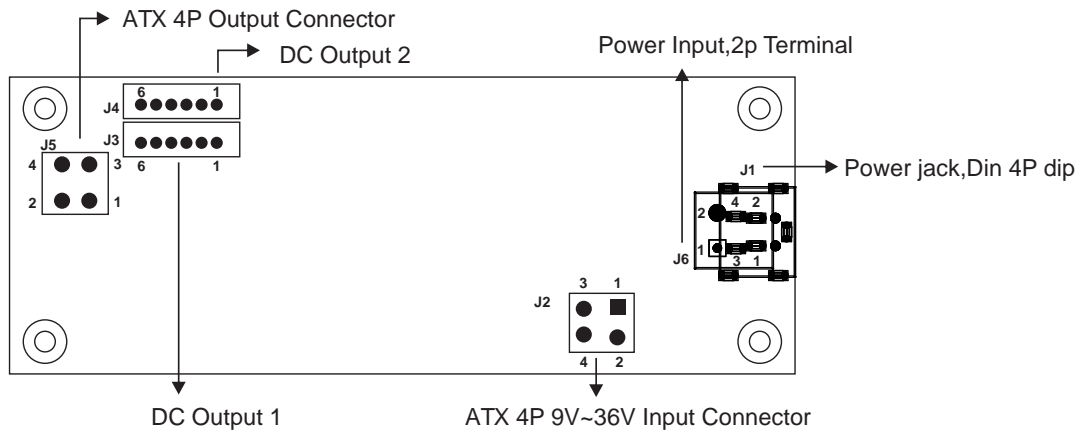 ATX 4P Output Connector
DC Output 2
Power Input,2p Terminal
J4
6 1
J3
6 1
J5
4 3
2 1
J1
Power jack,Din 4P dip
4 2
2
1
3 1
J6
J2
3 1
4 2
DC Output 1
ATX 4P 9V~36V Input Connector